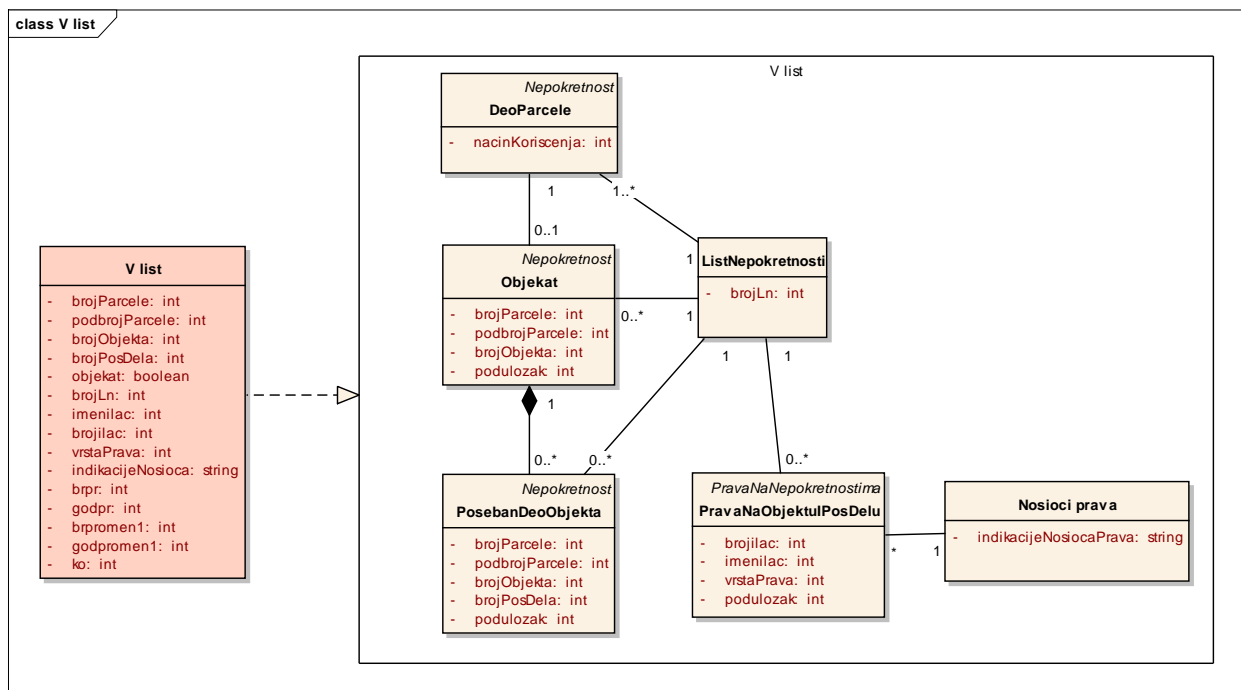 class V list
V list
Nepokretnost
DeoParcele
- nacinKoriscenja: int
1
1..*
0..1
1
Nepokretnost
Objekat
- brojParcele: int
- podbrojParcele: int
- brojObjekta: int
- podulozak: int
0..*
1
ListNepokretnosti
- brojLn: int
1
1
1
0..*
0..*
0..*
V list
- brojParcele: int
- podbrojParcele: int
- brojObjekta: int
- brojPosDela: int
- objekat: boolean
- brojLn: int
- imenilac: int
- brojilac: int
- vrstaPrava: int
- indikacijeNosioca: string
- brpr: int
- godpr: int
- brpromen1: int
- godpromen1: int
- ko: int
Nepokretnost
PosebanDeoObjekta
- brojParcele: int
- podbrojParcele: int
- brojObjekta: int
- brojPosDela: int
- podulozak: int
PravaNaNepokretnostima
PravaNaObjektuIPosDelu
- brojilac: int
- imenilac: int
- vrstaPrava: int
- podulozak: int
*
1
Nosioci prava
- indikacijeNosiocaPrava: string